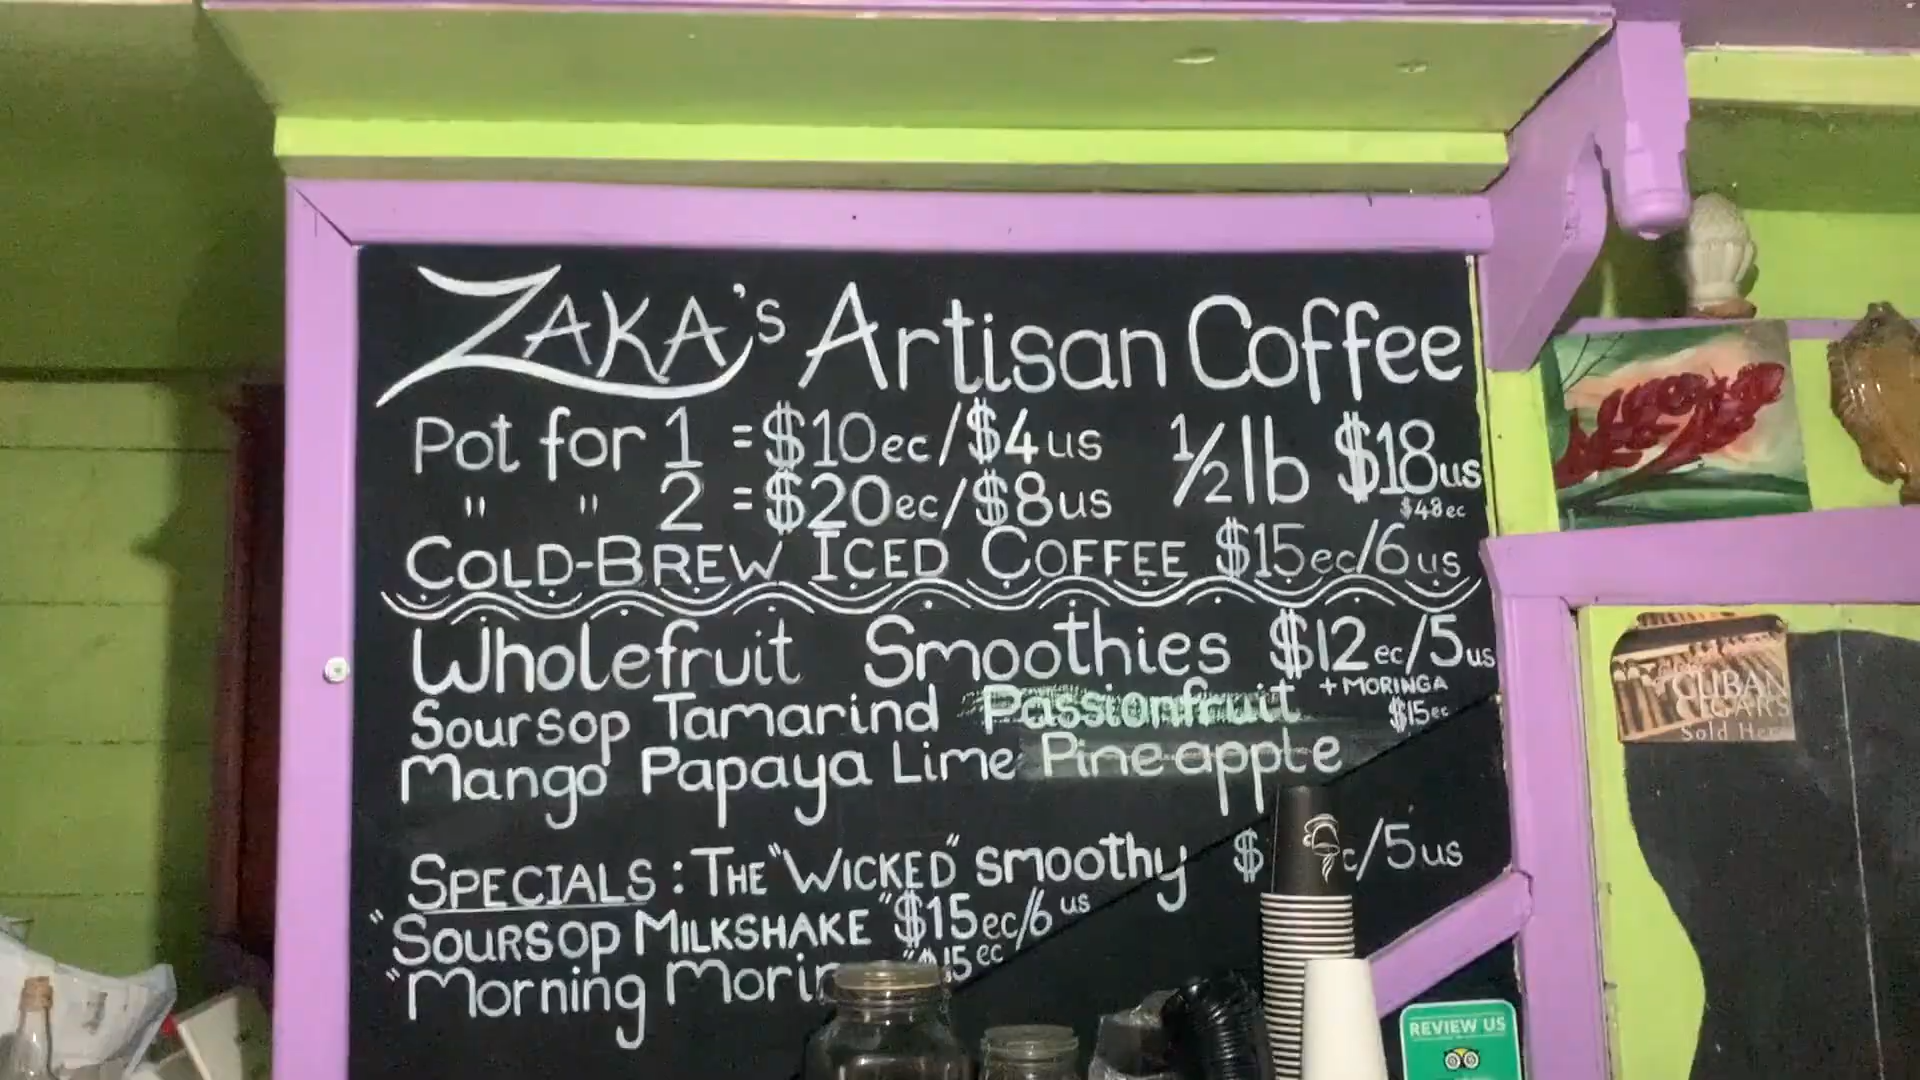 ZAKA's Artisan Coffee
Pot for 1 = $10ec/$4us
" " 2 = $20ec/$8us
1/2lb $18us
$48ec
COLD-BREW ICED COFFEE $15ec/6us
Wholefruit Smoothies $12ec/5us
+ MORINGA
$15ec
Soursop Tamarind Passionfruit
Mango Papaya Lime Pineapple
SPECIALS: THE "WICKED" smoothy $ c/5us
"SOURSOP MILKSHAKE" $15ec/6us
"Morning " $15ec
CUBAN
CIGARS
Sold Here
REVIEW US